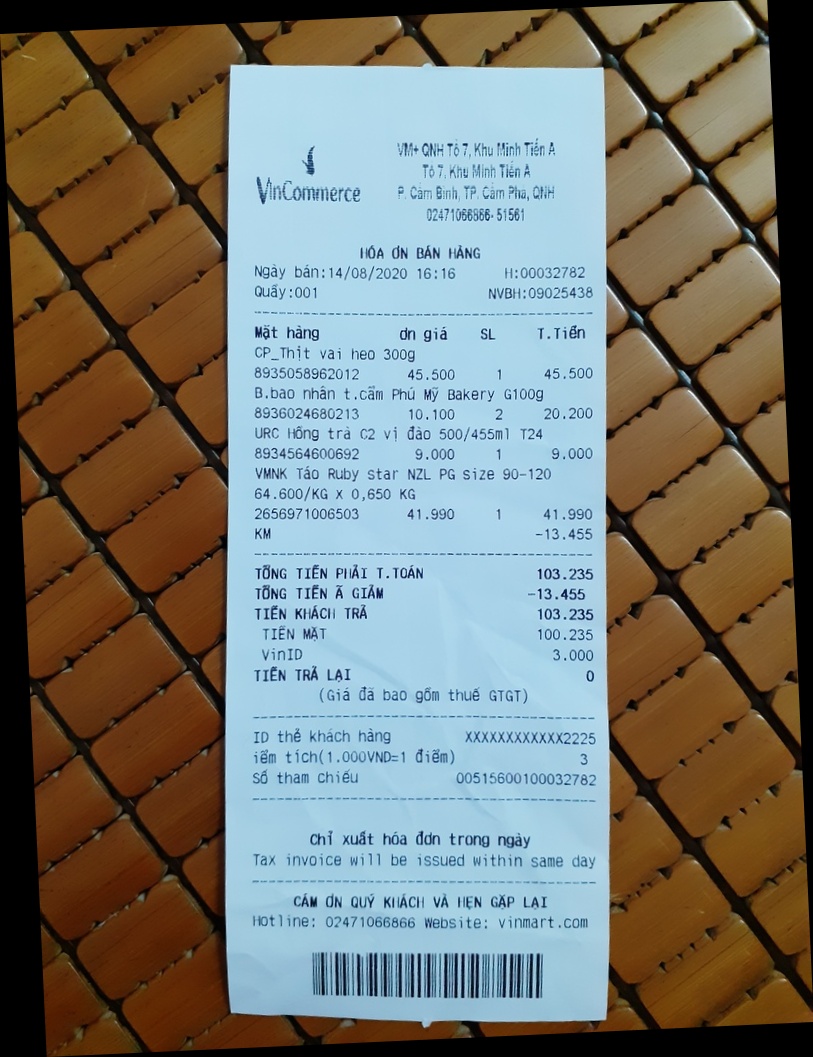 VinCommerce
VM+ QNH Tổ 7, Khu Minh Tiến A
Tổ 7, Khu Minh Tiến A
P. Cẩm Bình, TP. Cẩm Phả, QNH
02471066866-51561
HÓA ƠN BÁN HÀNG
Ngày bán:14/08/2020 16:16 H:00032782
Quầy:001 NVBH:09025438
Mặt hàng ơn giá SL T.Tiền
CP_Thịt vai heo 300g
8935058962012 45.500 1 45.500
B.bao nhân t.cẩm Phú Mỹ Bakery G100g
8936024680213 10.100 2 20.200
URC Hồng trà C2 vị đào 500/455ml T24
8934564600692 9.000 1 9.000
VMNK Táo Ruby star NZL PG size 90-120
64.600/KG X 0,650 KG
2656971006503 41.990 1 41.990
KM -13.455
TỔNG TIỀN PHẢI T.TOÁN 103.235
TỔNG TIỀN Ã GIẢM -13.455
TIỀN KHÁCH TRẢ 103.235
TIỀN MẶT 100.235
VinID 3.000
TIỀN TRẢ LẠI 0
(Giá đã bao gồm thuế GTGT)
ID thẻ khách hàng XXXXXXXXXXXX2225
iểm tích(1.000VND=1 điểm) 3
Số tham chiếu 00515600100032782
Chỉ xuất hóa đơn trong ngày
Tax invoice will be issued within same day
CẢM ƠN QUÝ KHÁCH VÀ HẸN GẶP LẠI
Hotline: 02471066866 Website: vinmart.com